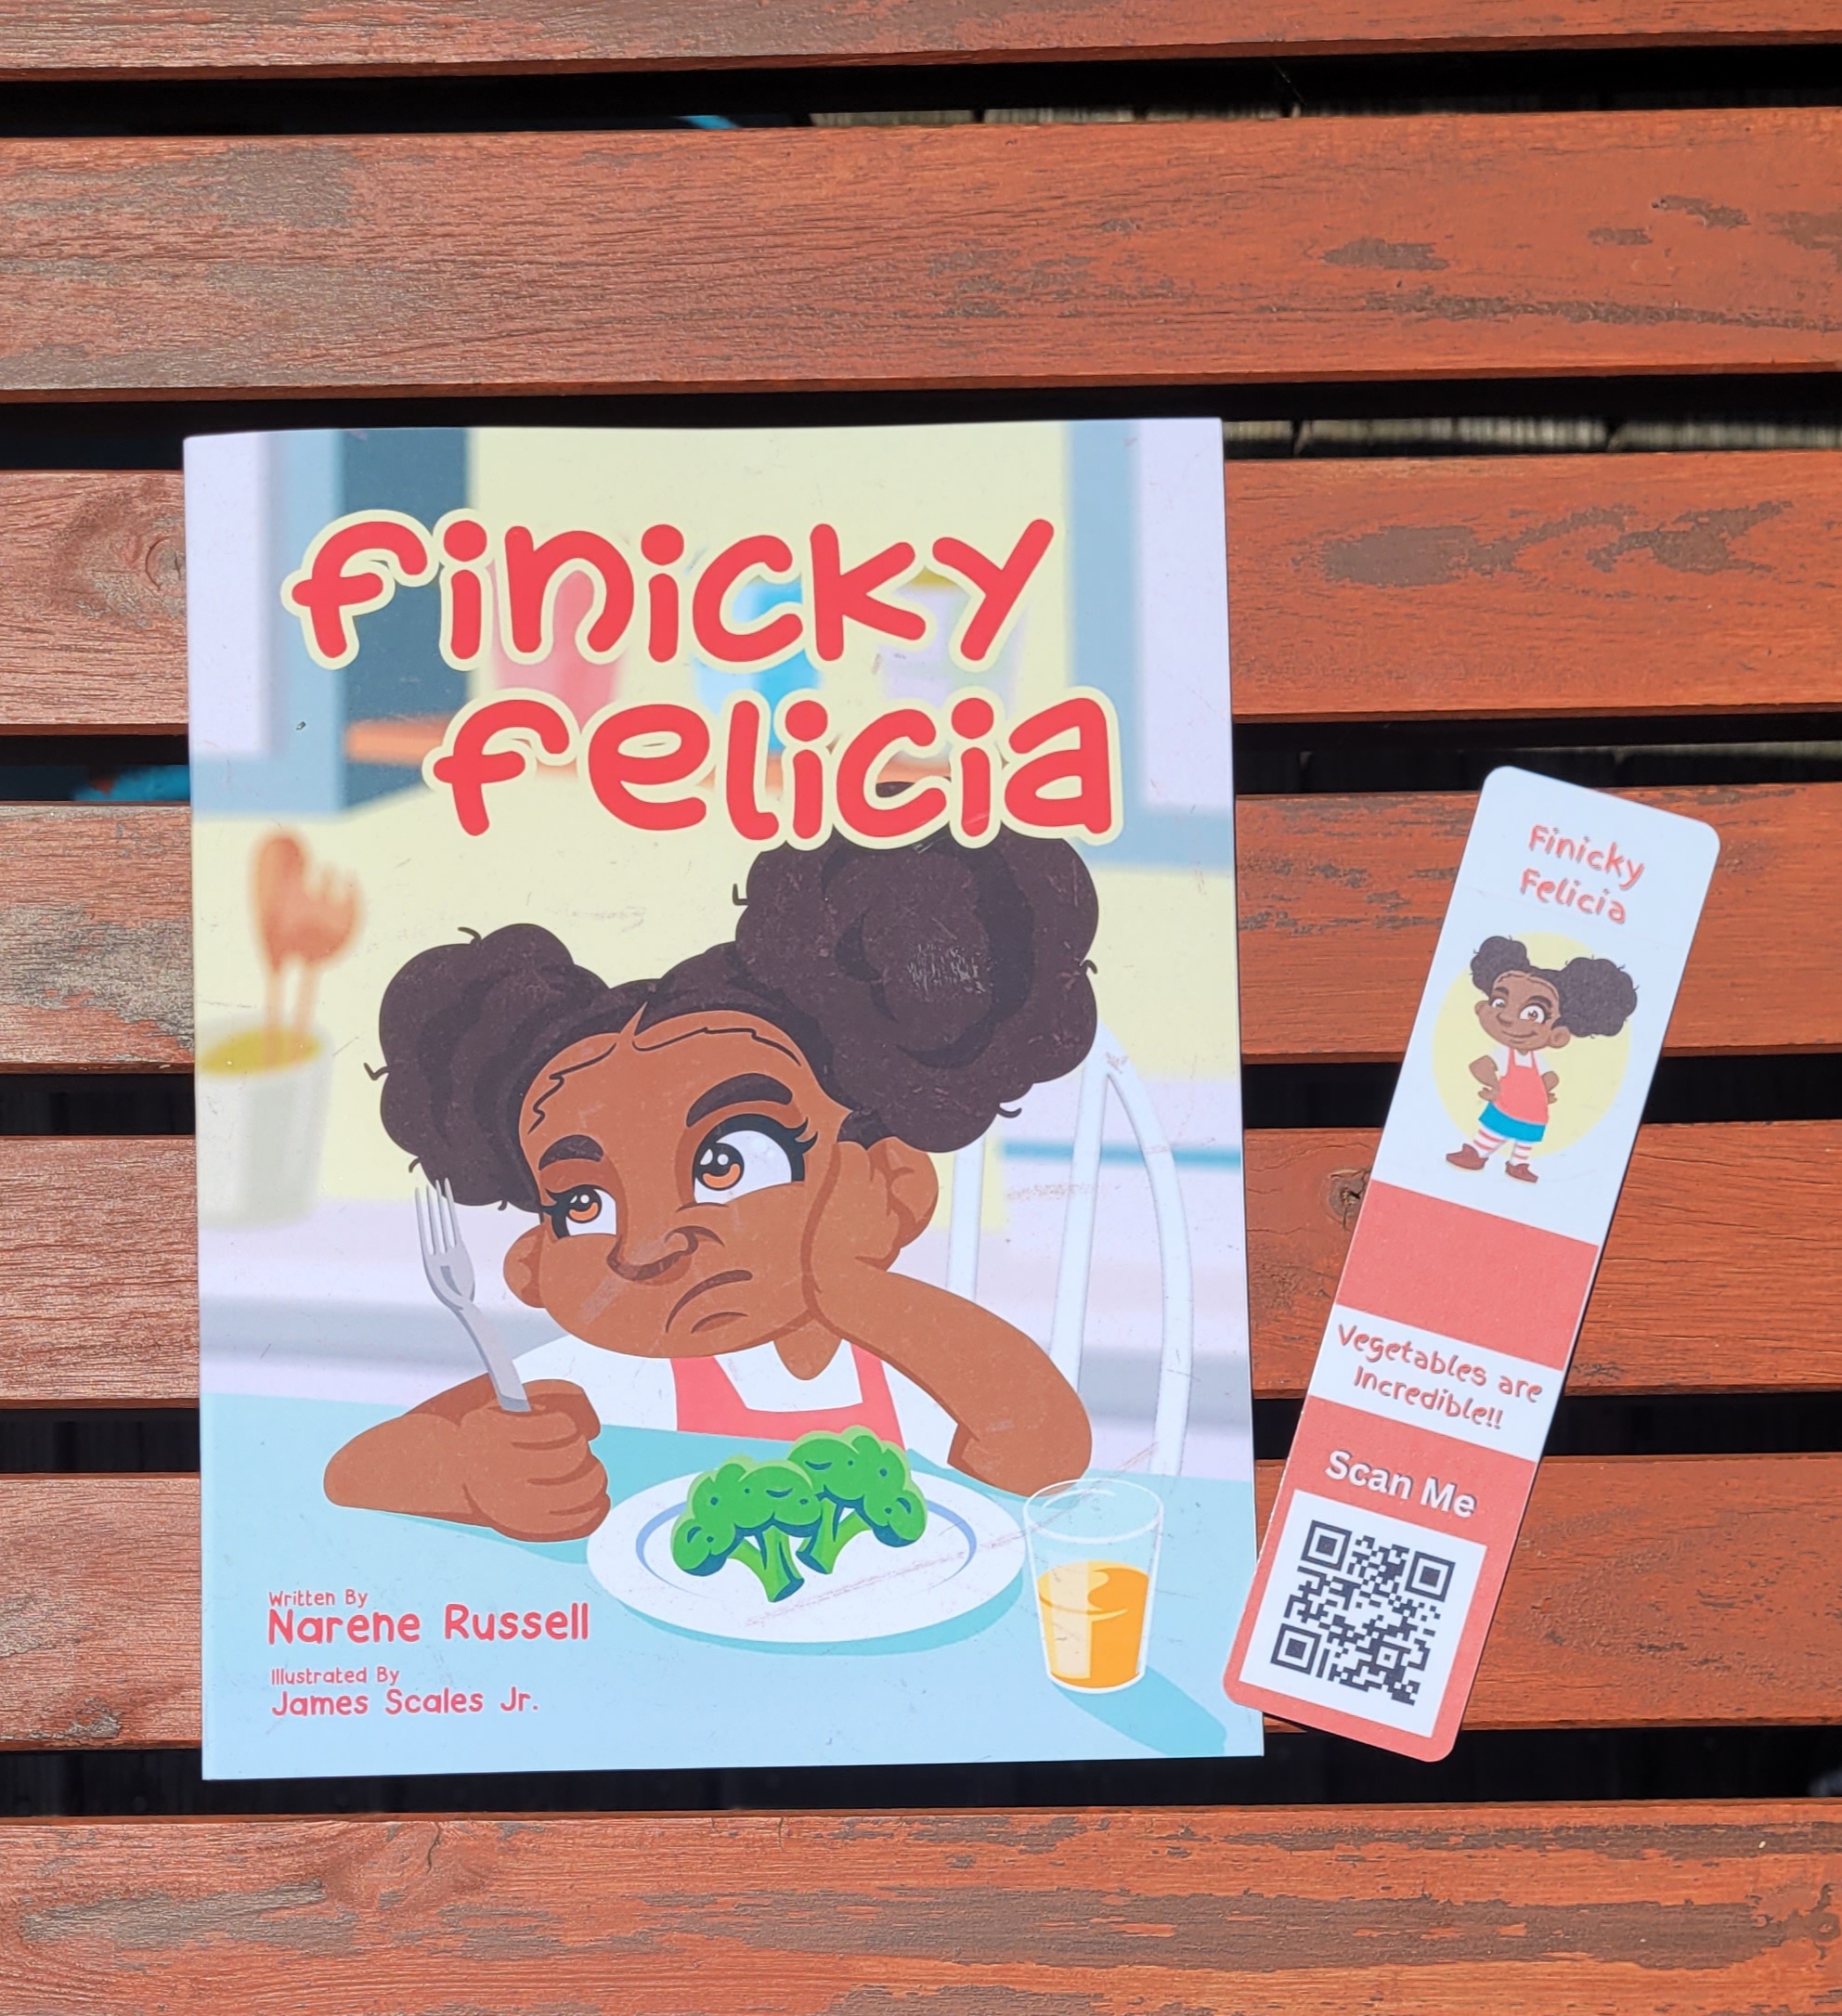 Finicky
Felicia
Written By
Narene Russell
Illustrated By
James Scales Jr.
Finicky
Felicia
Vegetables are
Incredible!!
Scan Me